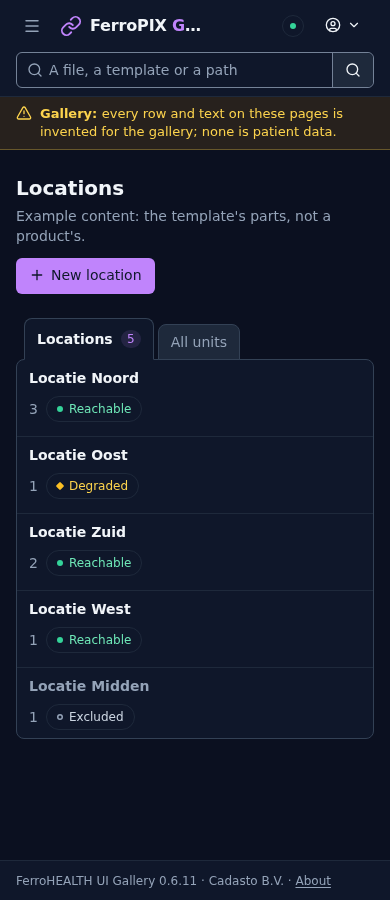 FerroPIX G...
A file, a template or a path
Gallery: every row and text on these pages is
invented for the gallery; none is patient data.
Locations
Example content: the template's parts, not a
product's.
New location
Locations 5
All units
Locatie Noord
3 Reachable
Locatie Oost
1 Degraded
Locatie Zuid
2 Reachable
Locatie West
1 Reachable
Locatie Midden
1 Excluded
FerroHEALTH UI Gallery 0.6.11 · Cadasto B.V. · About